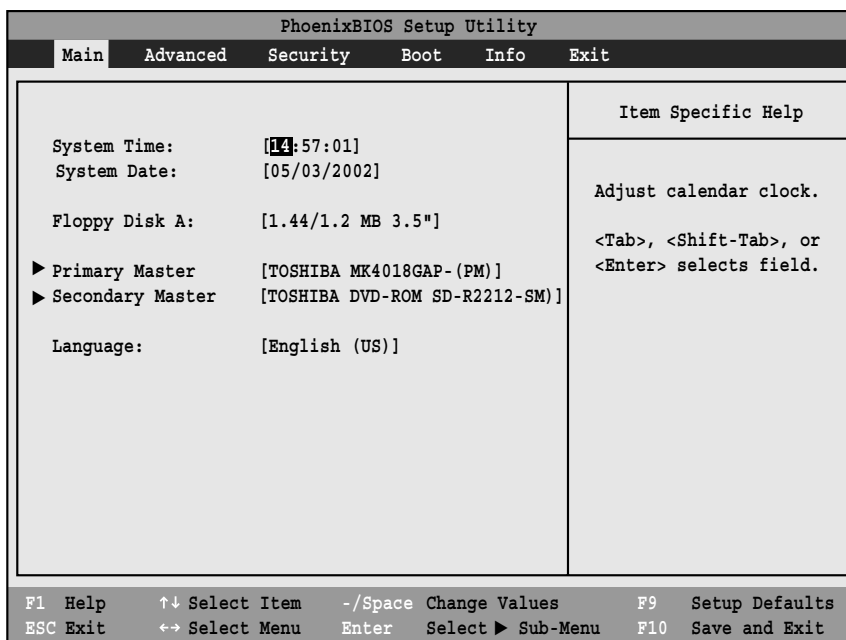 PhoenixBIOS Setup Utility
Main Advanced Security Boot Info Exit
Item Specific Help
System Time: [14:57:01]
System Date: [05/03/2002]
Adjust calendar clock.
Floppy Disk A: [1.44/1.2 MB 3.5"]
<Tab>, <Shift-Tab>, or
<Enter> selects field.
▶ Primary Master [TOSHIBA MK4018GAP-(PM)]
▶ Secondary Master [TOSHIBA DVD-ROM SD-R2212-SM)]
Language: [English (US)]
F1 Help ↑↓ Select Item -/Space Change Values F9 Setup Defaults
ESC Exit ←→ Select Menu Enter Select ▶ Sub-Menu F10 Save and Exit